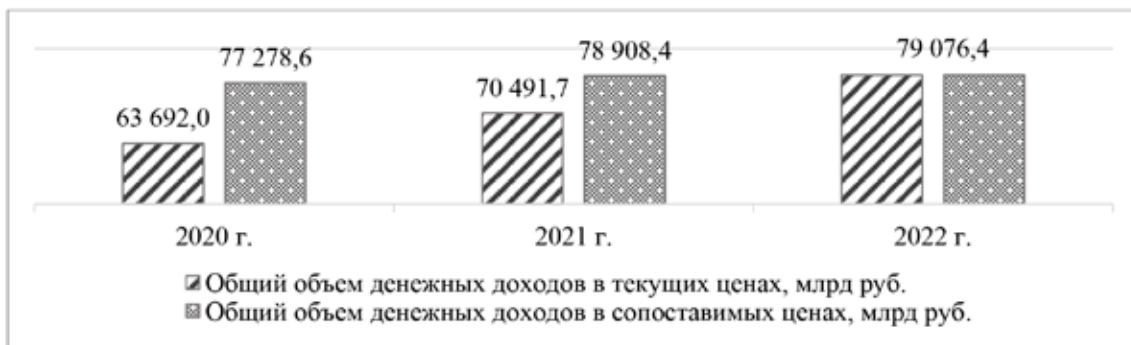 77 278,6 78 908,4 79 076,4
63 692,0 70 491,7
2020 г. 2021 г. 2022 г.
Общий объем денежных доходов в текущих ценах, млрд руб.
Общий объем денежных доходов в сопоставимых ценах, млрд руб.